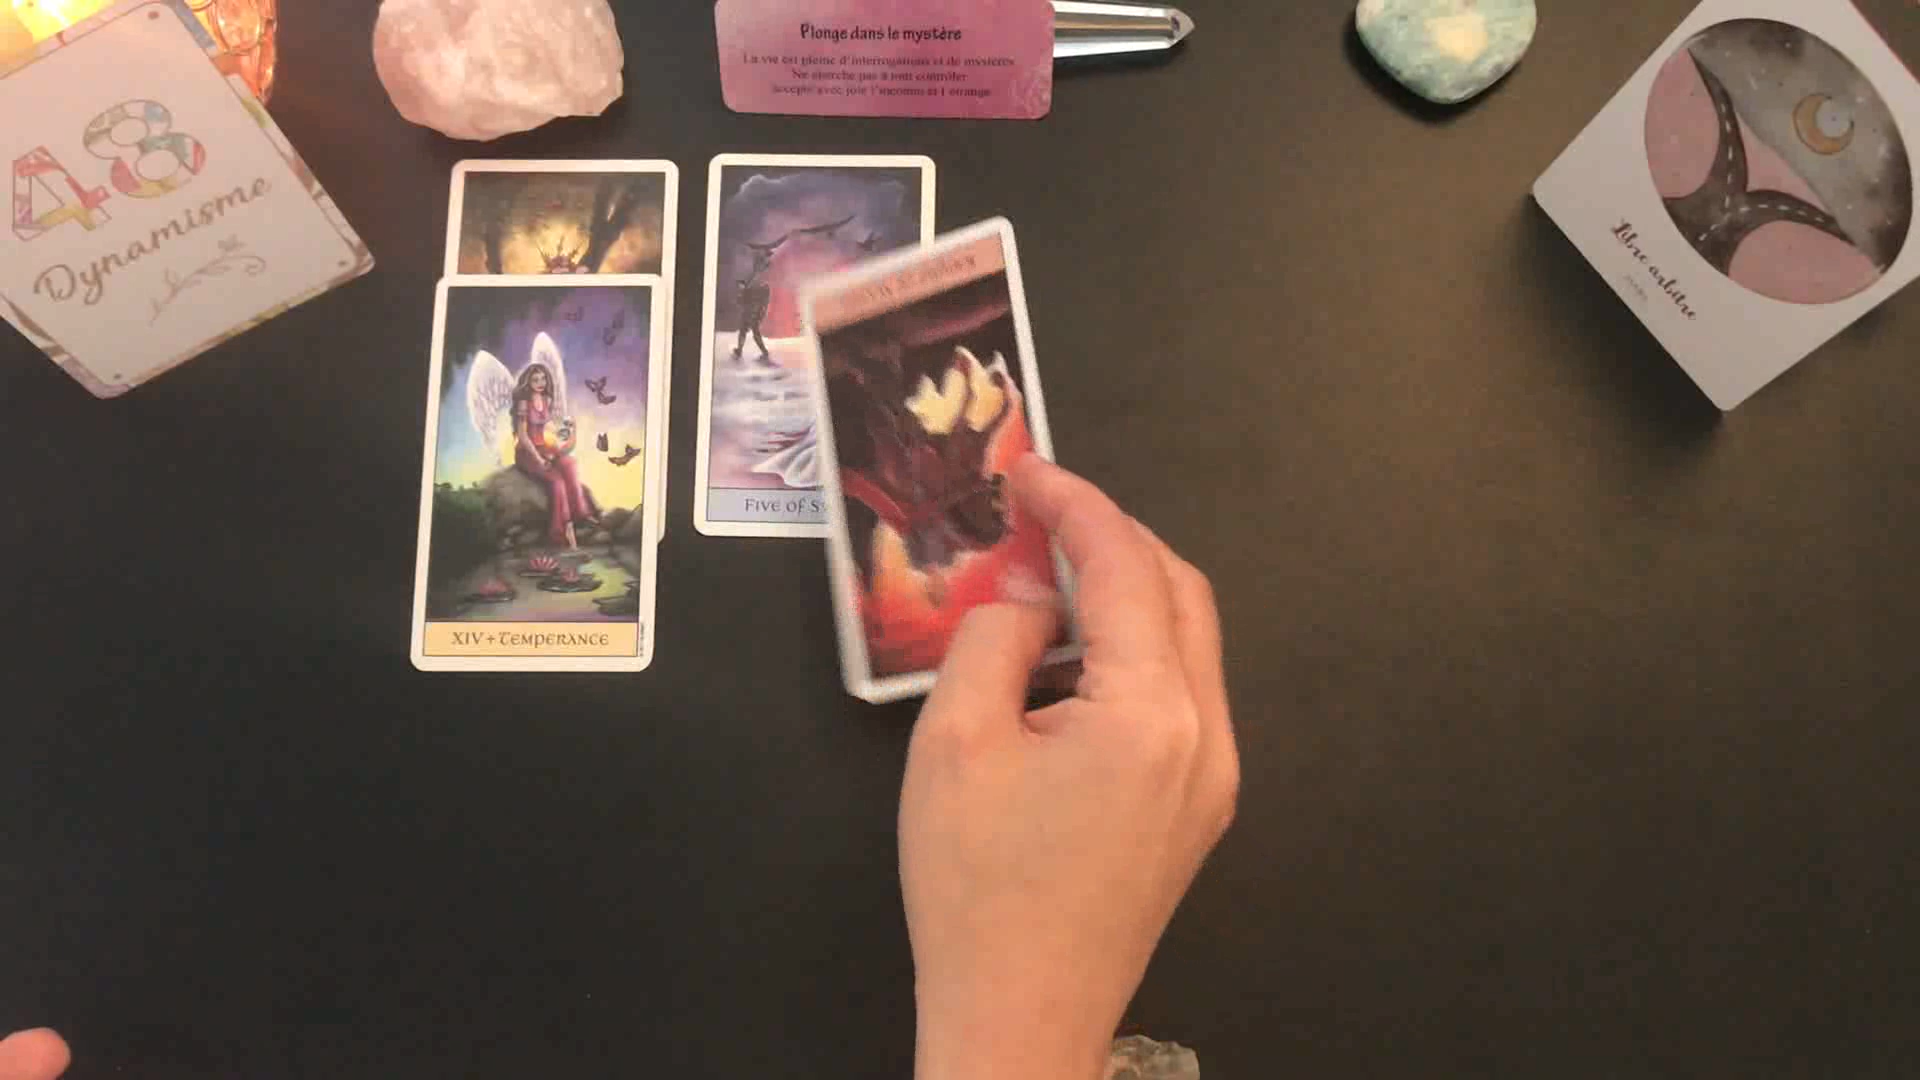 48
Dynamisme
Plonge dans le mystère
La vie est pleine d'interrogations et de mystères
Ne cherche pas à tout contrôler
accepte avec joie l'inconnu et l'étrange
Libre arbitre
Five of
XIV+Temperance